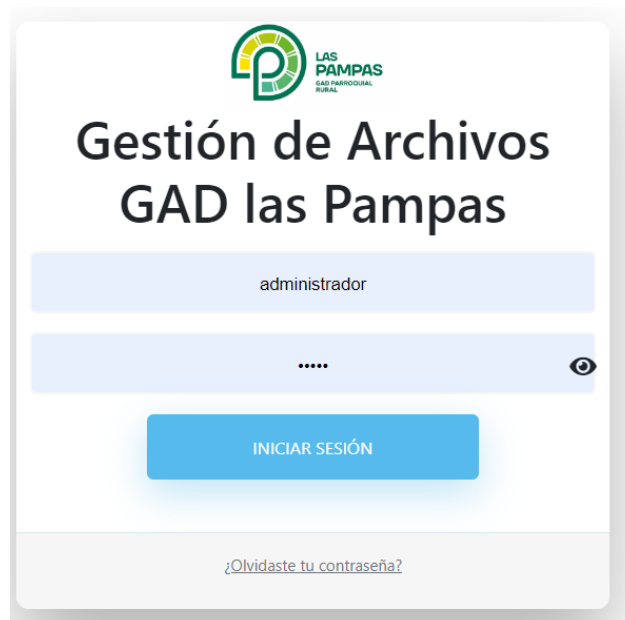 LAS
PAMPAS
GAD PARROQUIAL
RURAL
Gestión de Archivos
GAD las Pampas
administrador
•••••
INICIAR SESIÓN
¿Olvidaste tu contraseña?